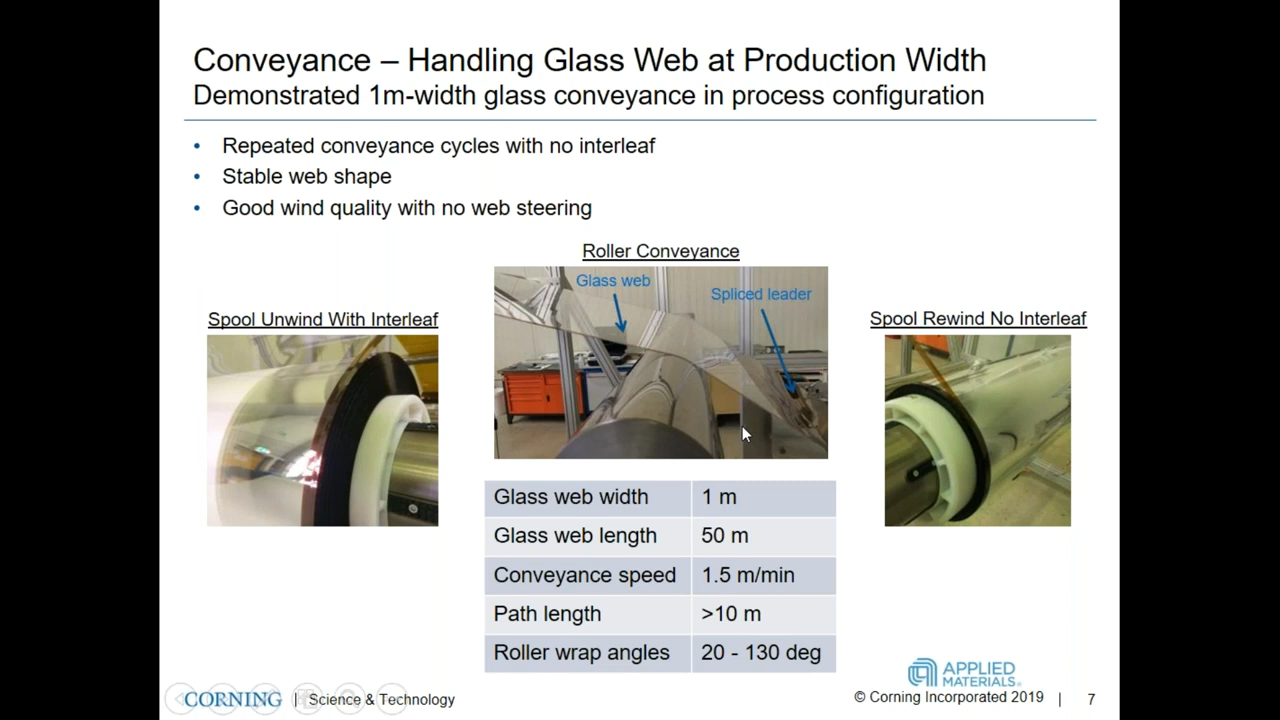 Conveyance – Handling Glass Web at Production Width
Demonstrated 1m-width glass conveyance in process configuration
• Repeated conveyance cycles with no interleaf
• Stable web shape
• Good wind quality with no web steering
Roller Conveyance
Glass web
Spliced leader
Spool Unwind With Interleaf
Spool Rewind No Interleaf
Glass web width 1 m
Glass web length 50 m
Conveyance speed 1.5 m/min
Path length >10 m
Roller wrap angles 20 - 130 deg
APPLIED
MATERIALS
CORNING | Science & Technology
© Corning Incorporated 2019 | 7